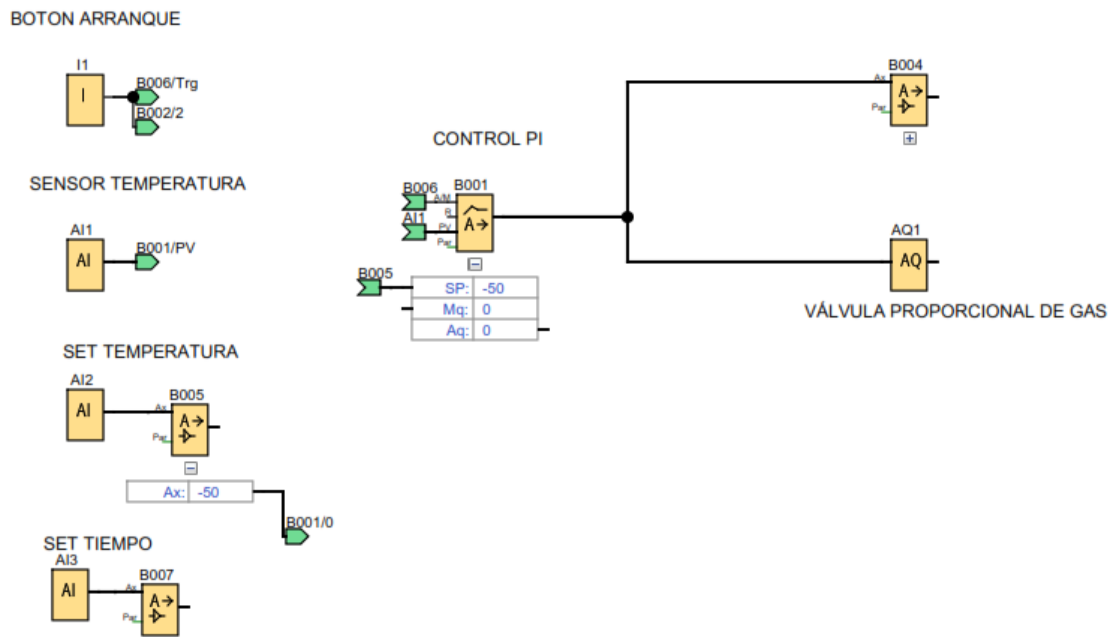 BOTON ARRANQUE
I1
I
B006/Trg
B002/2
SENSOR TEMPERATURA
AI1
AI
B001/PV
SET TEMPERATURA
AI2
AI
B005
Ax
A→
Par
Ax: -50
B001/0
SET TIEMPO
AI3
AI
B007
Ax
A→
Par
CONTROL PI
B006
B001
A/M
R
AI1
PV
A→
Par
B005
SP: -50
Mq: 0
Aq: 0
B004
Ax
A→
Par
AQ1
AQ
VÁLVULA PROPORCIONAL DE GAS